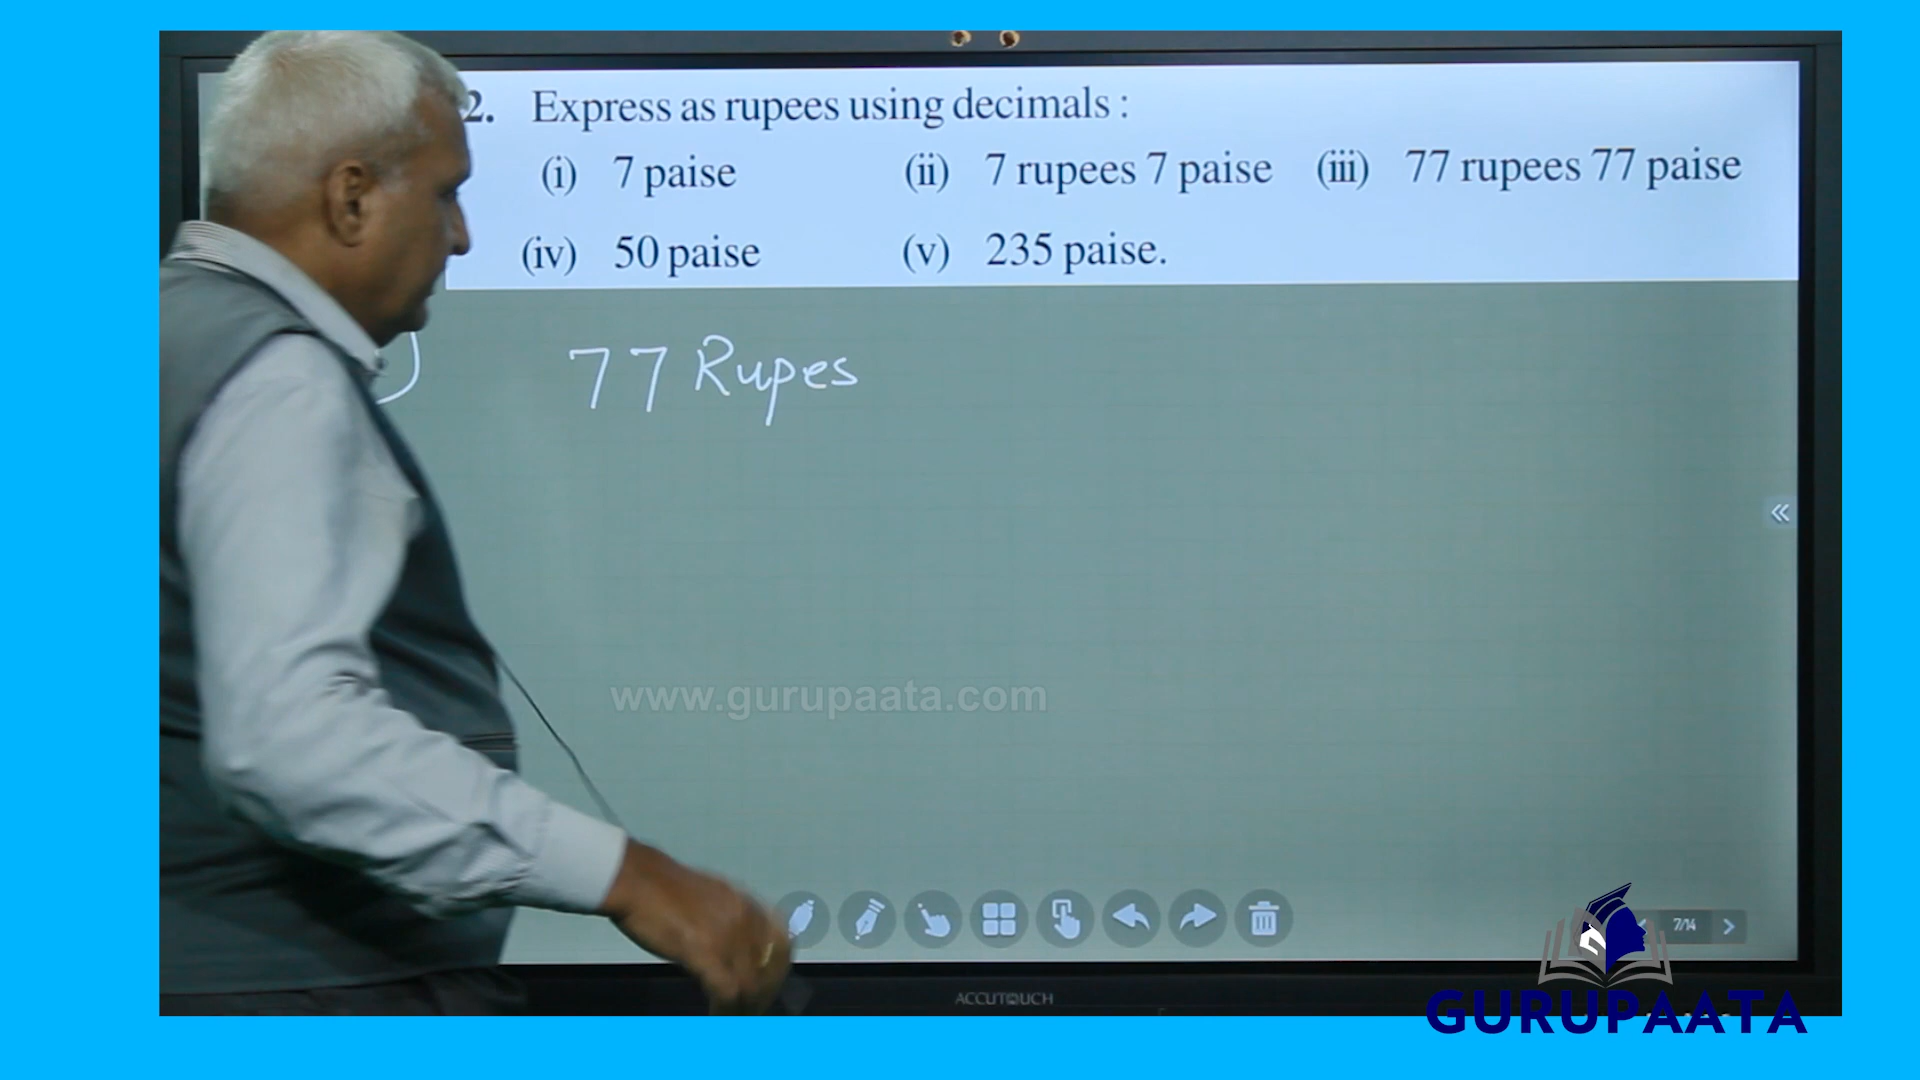 2. Express as rupees using decimals :
(i) 7 paise (ii) 7 rupees 7 paise (iii) 77 rupees 77 paise
(iv) 50 paise (v) 235 paise.
) 77 Rupes
www.gurupaata.com
7/14
ACCUTOUCH
GURUPAATA